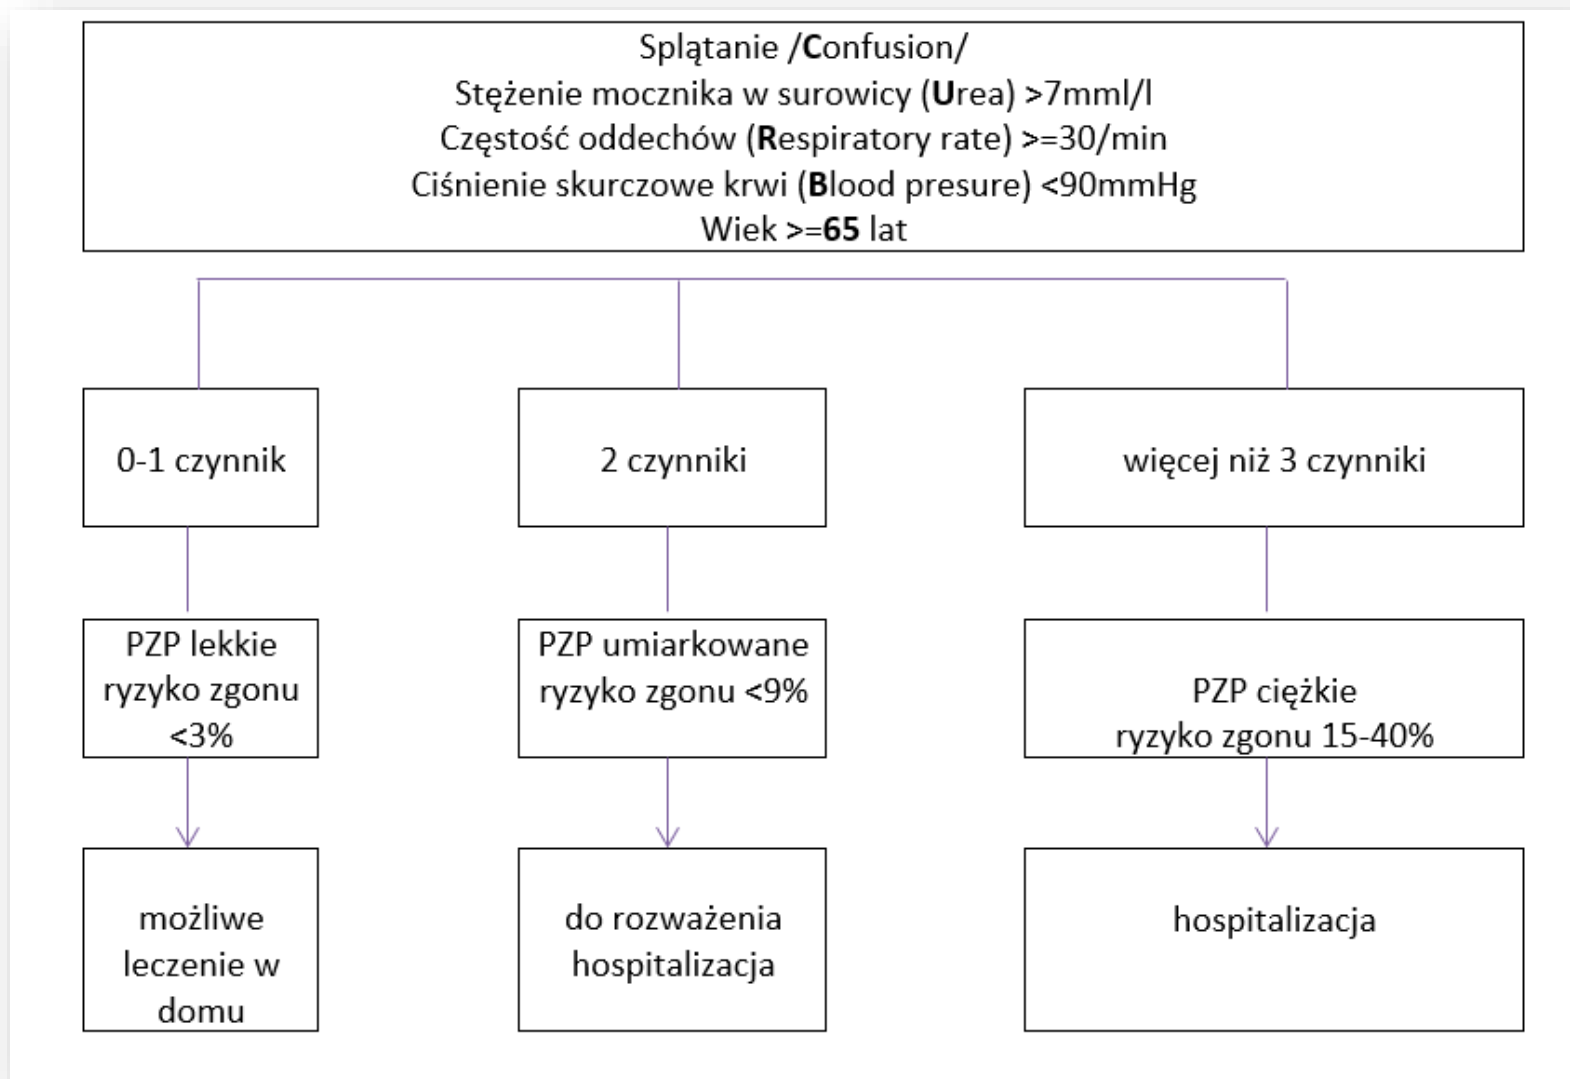 Splątanie /Confusion/
Stężenie mocznika w surowicy (Urea) >7mml/l
Częstość oddechów (Respiratory rate) >=30/min
Ciśnienie skurczowe krwi (Blood presure) <90mmHg
Wiek >=65 lat
0-1 czynnik
2 czynniki
więcej niż 3 czynniki
PZP lekkie
ryzyko zgonu
<3%
PZP umiarkowane
ryzyko zgonu <9%
PZP ciężkie
ryzyko zgonu 15-40%
możliwe
leczenie w
domu
do rozważenia
hospitalizacja
hospitalizacja